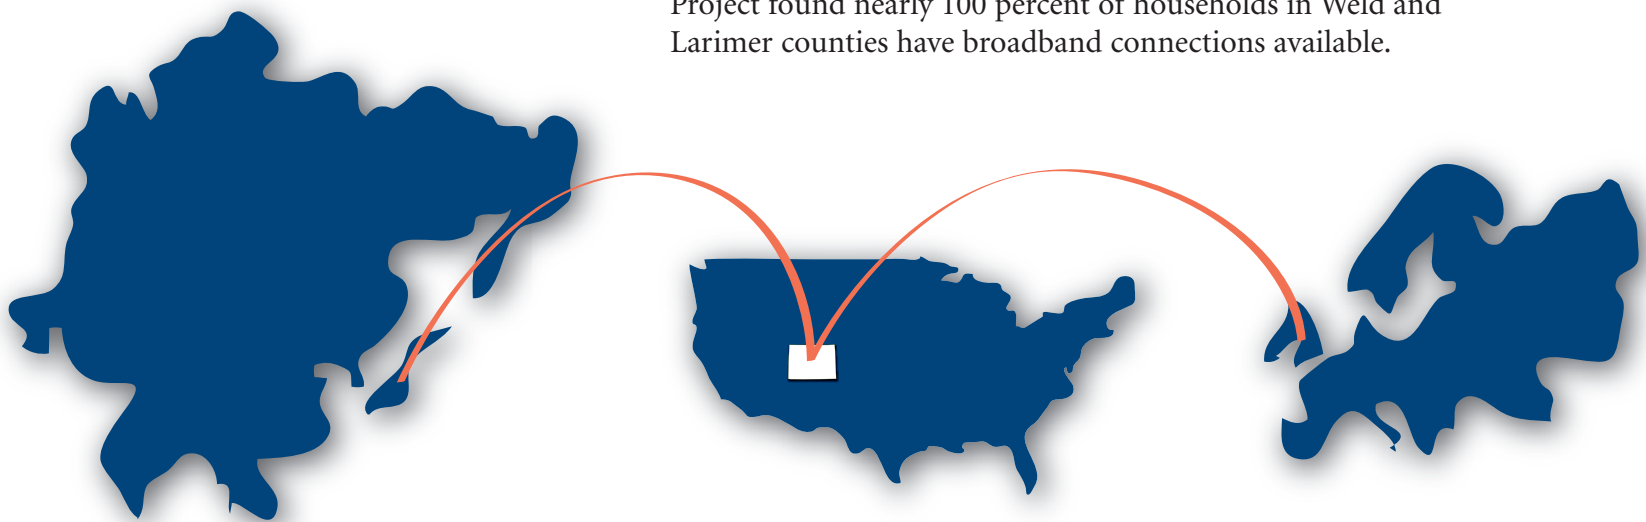 Project found nearly 100 percent of households in Weld and
Larimer counties have broadband connections available.